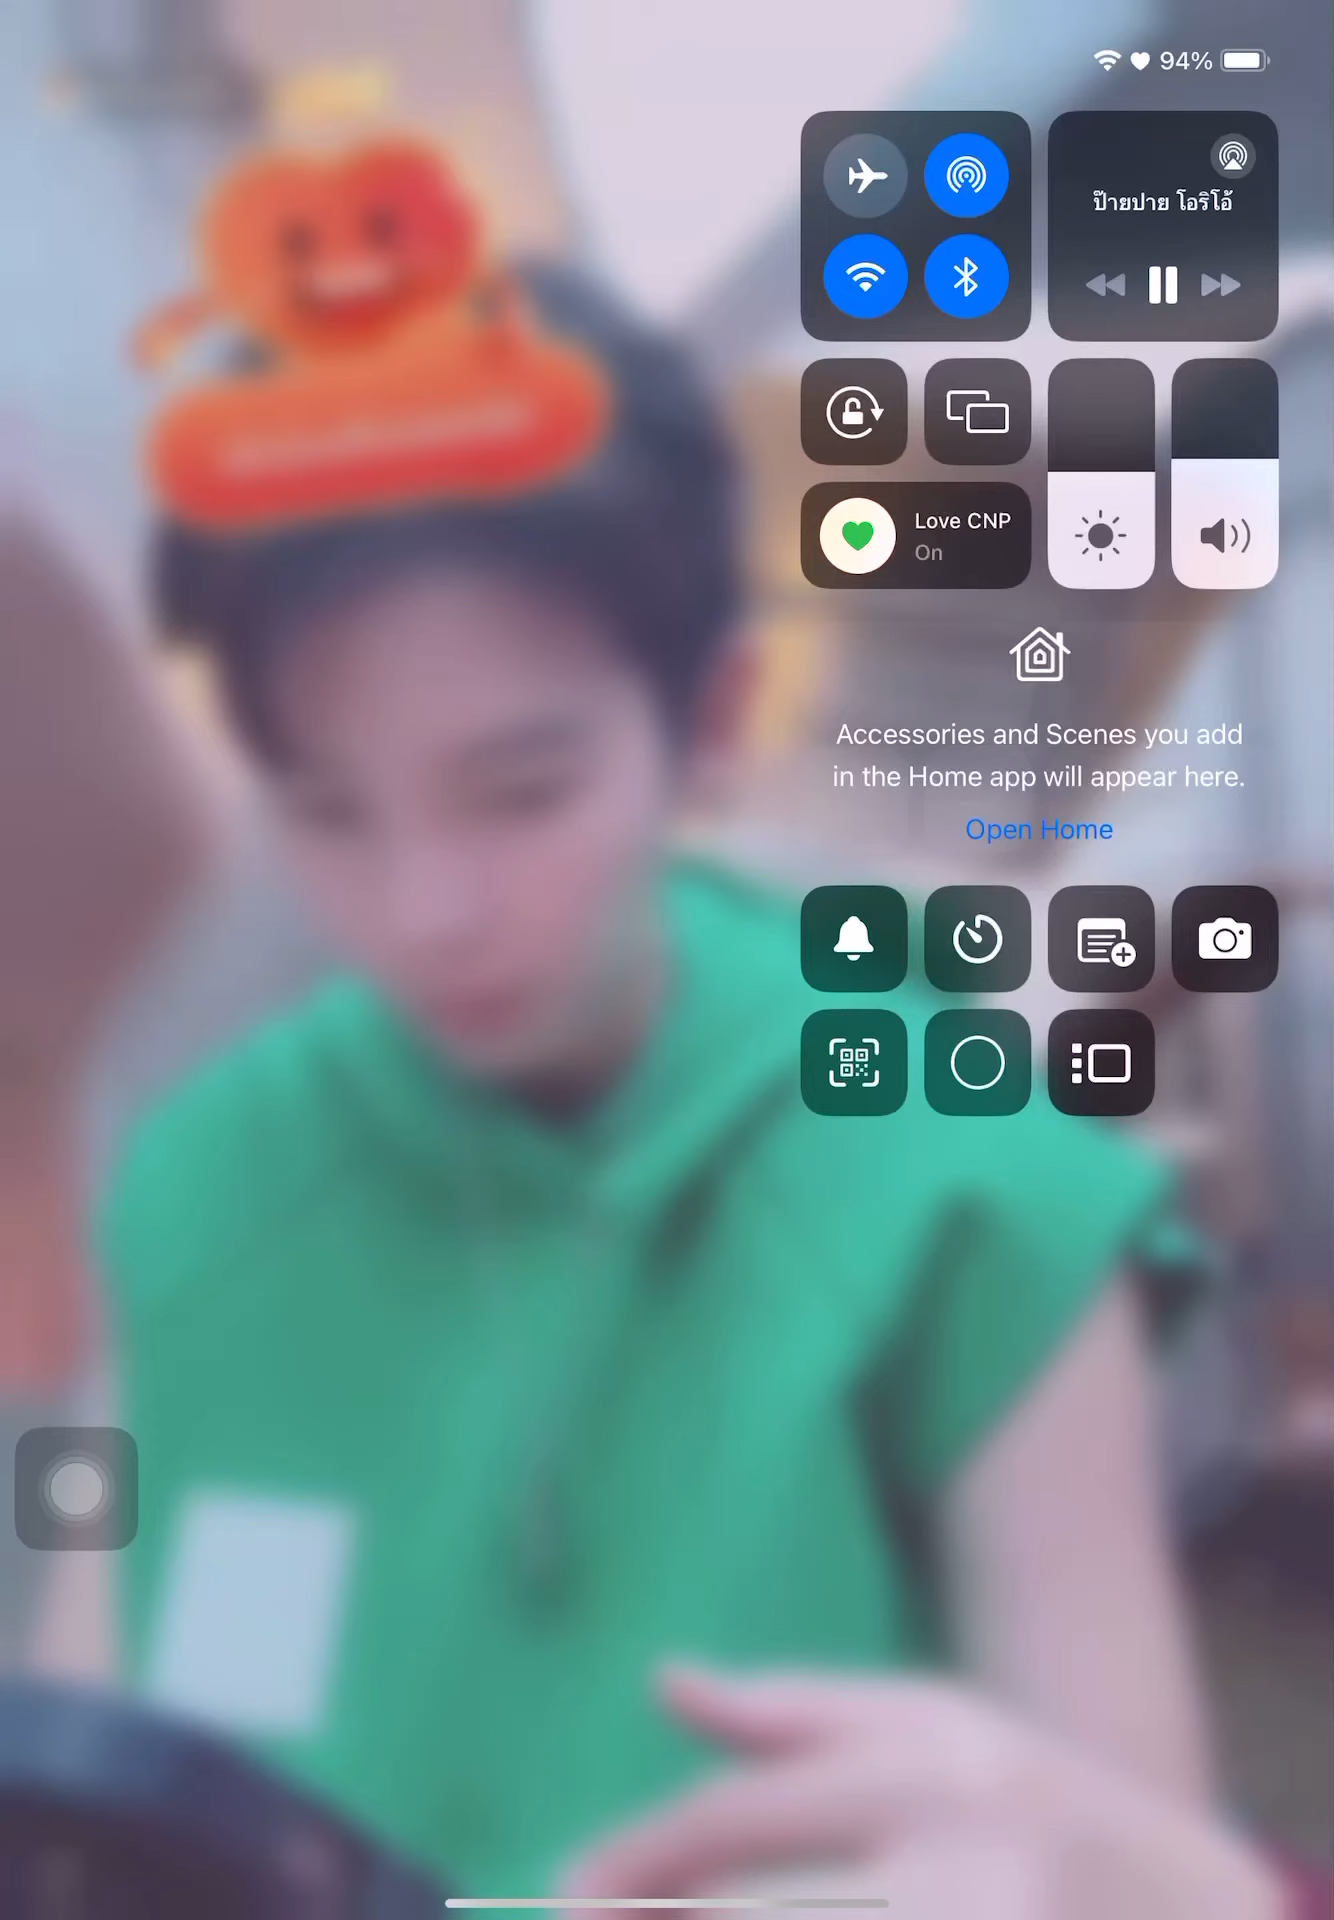 94%
ป๊ายปาย โอริโอ้
Love CNP
On
Accessories and Scenes you add
in the Home app will appear here.
Open Home